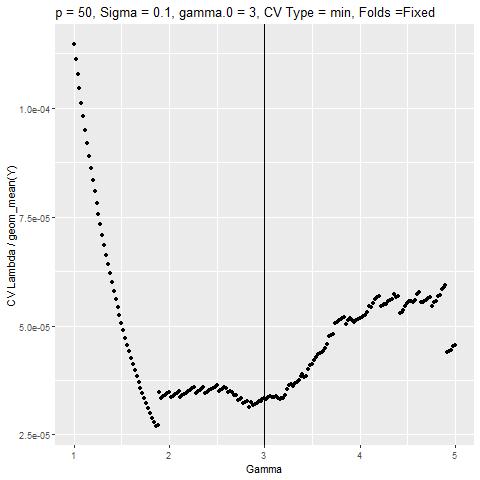 p = 50, Sigma = 0.1, gamma.0 = 3, CV Type = min, Folds =Fixed
CV Lambda / geom_mean(Y)
1.0e-04
7.5e-05
5.0e-05
2.5e-05
1 2 3 4 5
Gamma